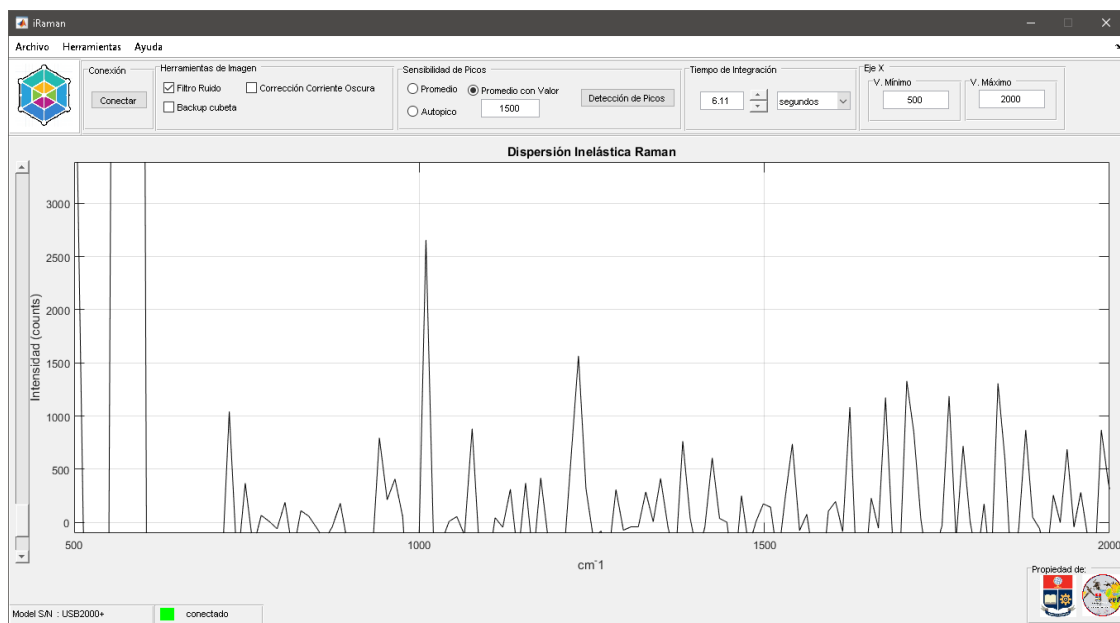 iRaman
Archivo Herramientas Ayuda
Conexión
Conectar
Herramientas de Imagen
Filtro Ruido Corrección Corriente Oscura
Backup cubeta
Sensibilidad de Picos
Promedio Promedio con Valor
Autopico 1500
Detección de Picos
Tiempo de Integración
6.11 segundos
Eje X
V. Mínimo V. Máximo
500 2000
Dispersión Inelástica Raman
Intensidad (counts)
3000
2500
2000
1500
1000
500
0
500 1000 1500 2000
cm⁻1
Propiedad de:
Model S/N : USB2000+ conectado